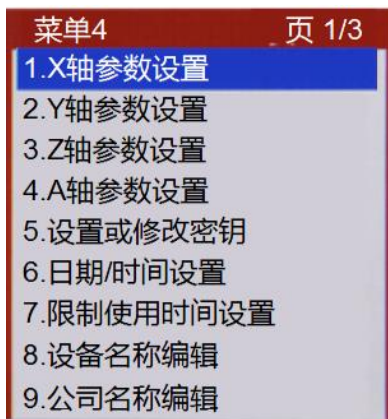 菜单4 页 1/3
1.X轴参数设置
2.Y轴参数设置
3.Z轴参数设置
4.A轴参数设置
5.设置或修改密钥
6.日期/时间设置
7.限制使用时间设置
8.设备名称编辑
9.公司名称编辑